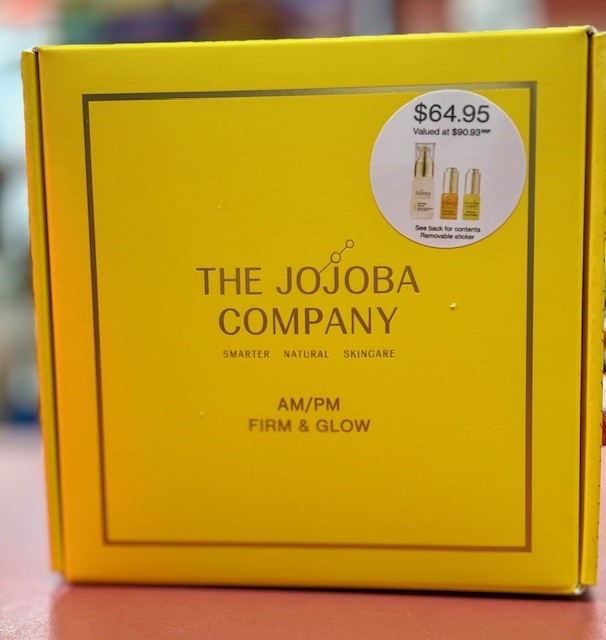 $64.95
Valued at $90.93RRP
See back for contents
Removable sticker
THE JOJOBA
COMPANY
SMARTER NATURAL SKINCARE
AM/PM
FIRM & GLOW